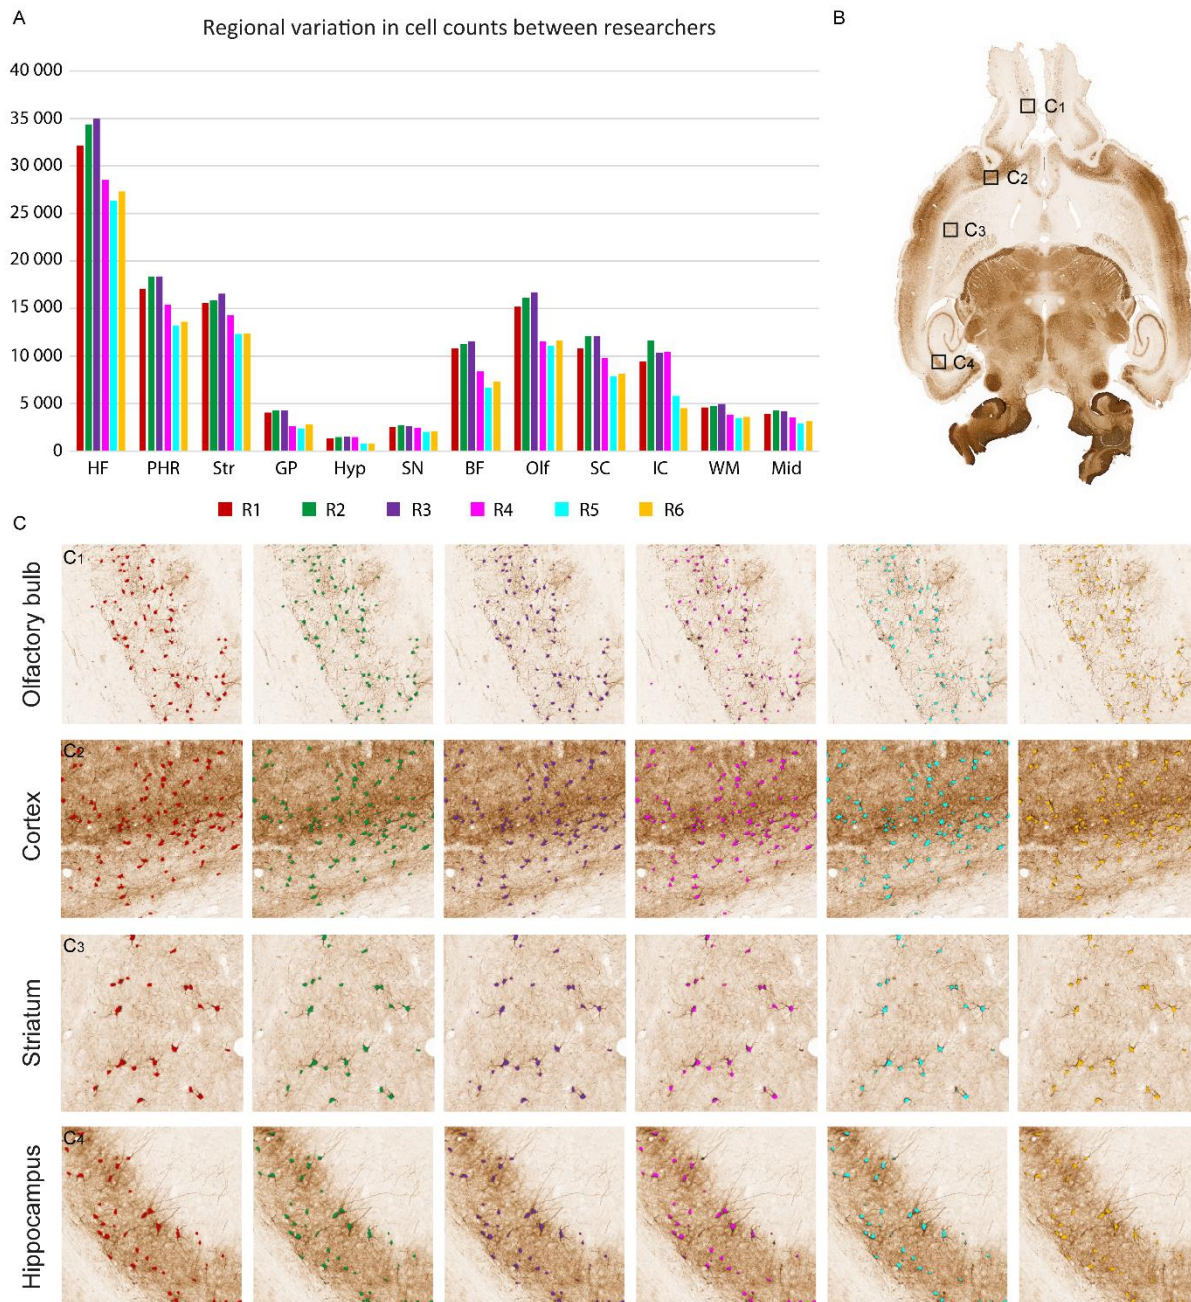 A
Regional variation in cell counts between researchers
40 000
35 000
30 000
25 000
20 000
15 000
10 000
5 000
0
HF PHR Str GP Hyp SN BF Olf SC IC WM Mid
R1 R2 R3 R4 R5 R6
B
C1
C2
C3
C4
C
Olfactory bulb
C1
Cortex
C2
Striatum
C3
Hippocampus
C4